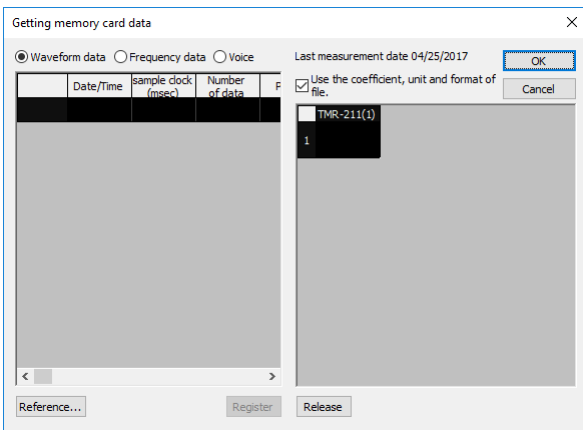 Getting memory card data
Waveform data Frequency data Voice
Last measurement date 04/25/2017
OK
Use the coefficient, unit and format of
file.
Cancel
Date/Time
sample clock
(msec)
Number
of data
TMR-211(1)
1
Reference...
Register
Release